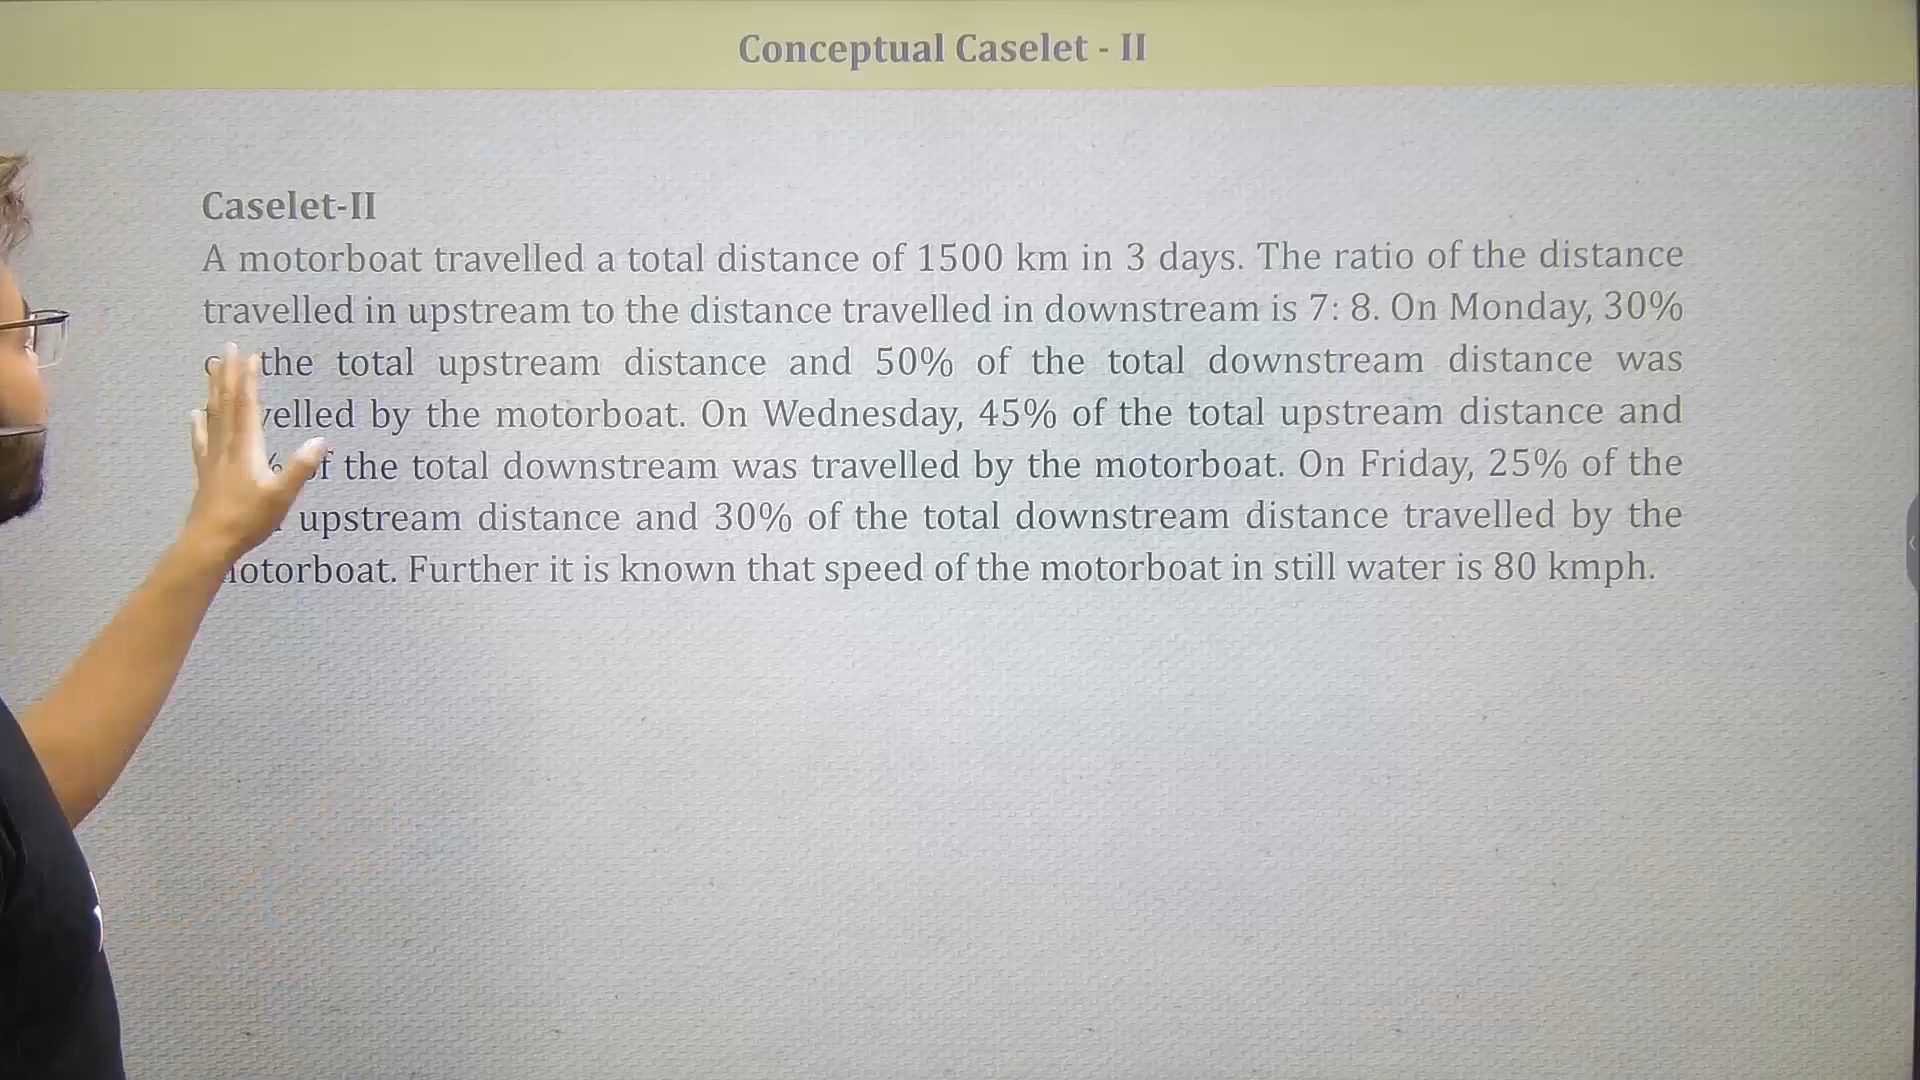 Conceptual Caselet - II
Caselet-II
A motorboat travelled a total distance of 1500 km in 3 days. The ratio of the distance
travelled in upstream to the distance travelled in downstream is 7: 8. On Monday, 30%
the total upstream distance and 50% of the total downstream distance was
by the motorboat. On Wednesday, 45% of the total upstream distance and
the total downstream was travelled by the motorboat. On Friday, 25% of the
upstream distance and 30% of the total downstream distance travelled by the
Further it is known that speed of the motorboat in still water is 80 kmph.